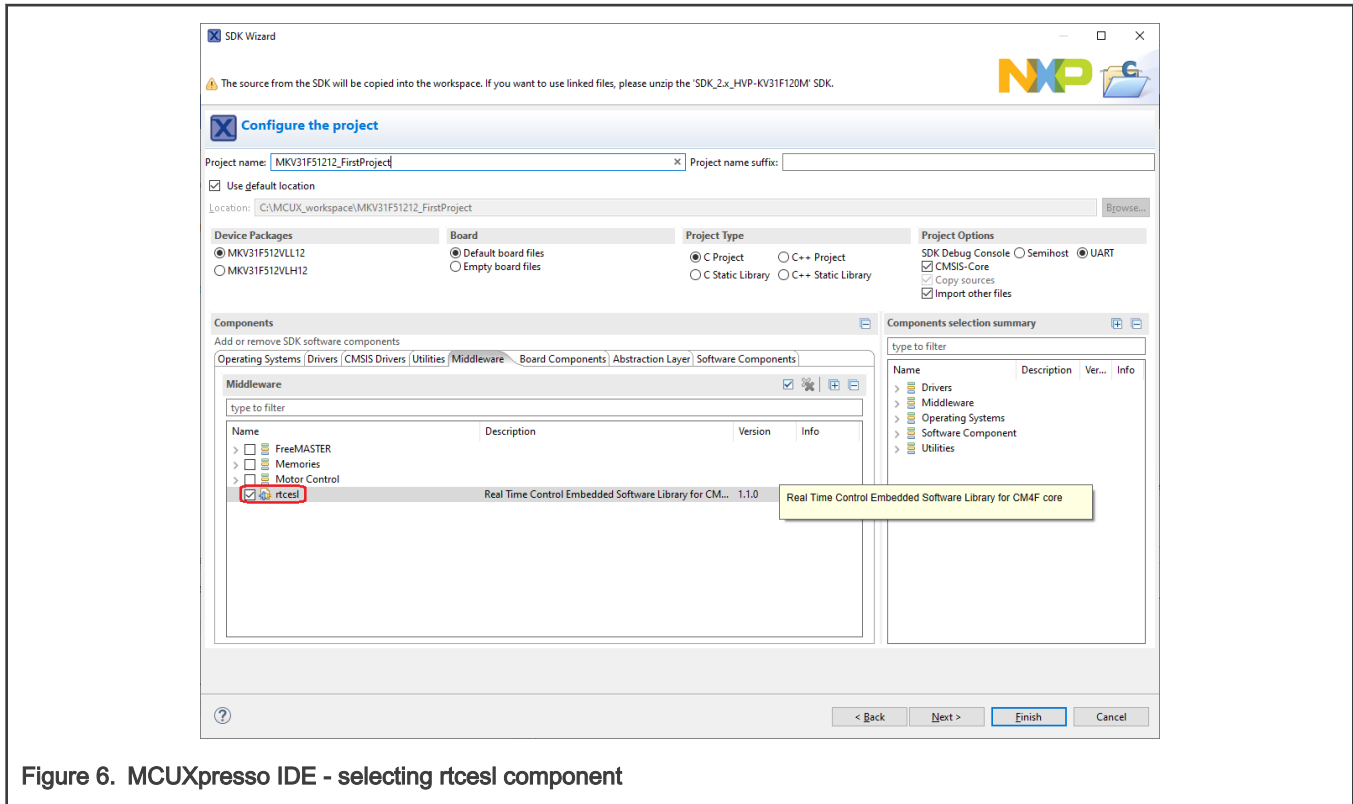 SDK Wizard
The source from the SDK will be copied into the workspace. If you want to use linked files, please unzip the 'SDK_2.x_HVP-KV31F120M' SDK.
NXP
Configure the project
Project name: MKV31F51212_FirstProject Project name suffix:
Use default location
Location: C:\MCUX_workspace\MKV31F51212_FirstProject Browse...
Device Packages Board Project Type Project Options
MKV31F512VLL12 Default board files C Project C++ Project SDK Debug Console Semihost UART
MKV31F512VLH12 Empty board files C Static Library C++ Static Library CMSIS-Core
Copy sources
Import other files
Components Components selection summary
Add or remove SDK software components
type to filter
Operating Systems Drivers CMSIS Drivers Utilities Middleware Board Components Abstraction Layer Software Components
Name Description Ver... Info
Middleware
Drivers
Middleware
Operating Systems
Software Component
Utilities
type to filter
Name Description Version Info
FreeMASTER
Memories
Motor Control
rtcesl Real Time Control Embedded Software Library for CM... 1.1.0
Real Time Control Embedded Software Library for CM4F core
< Back Next > Finish Cancel
Figure 6. MCUXpresso IDE - selecting rtcesl component